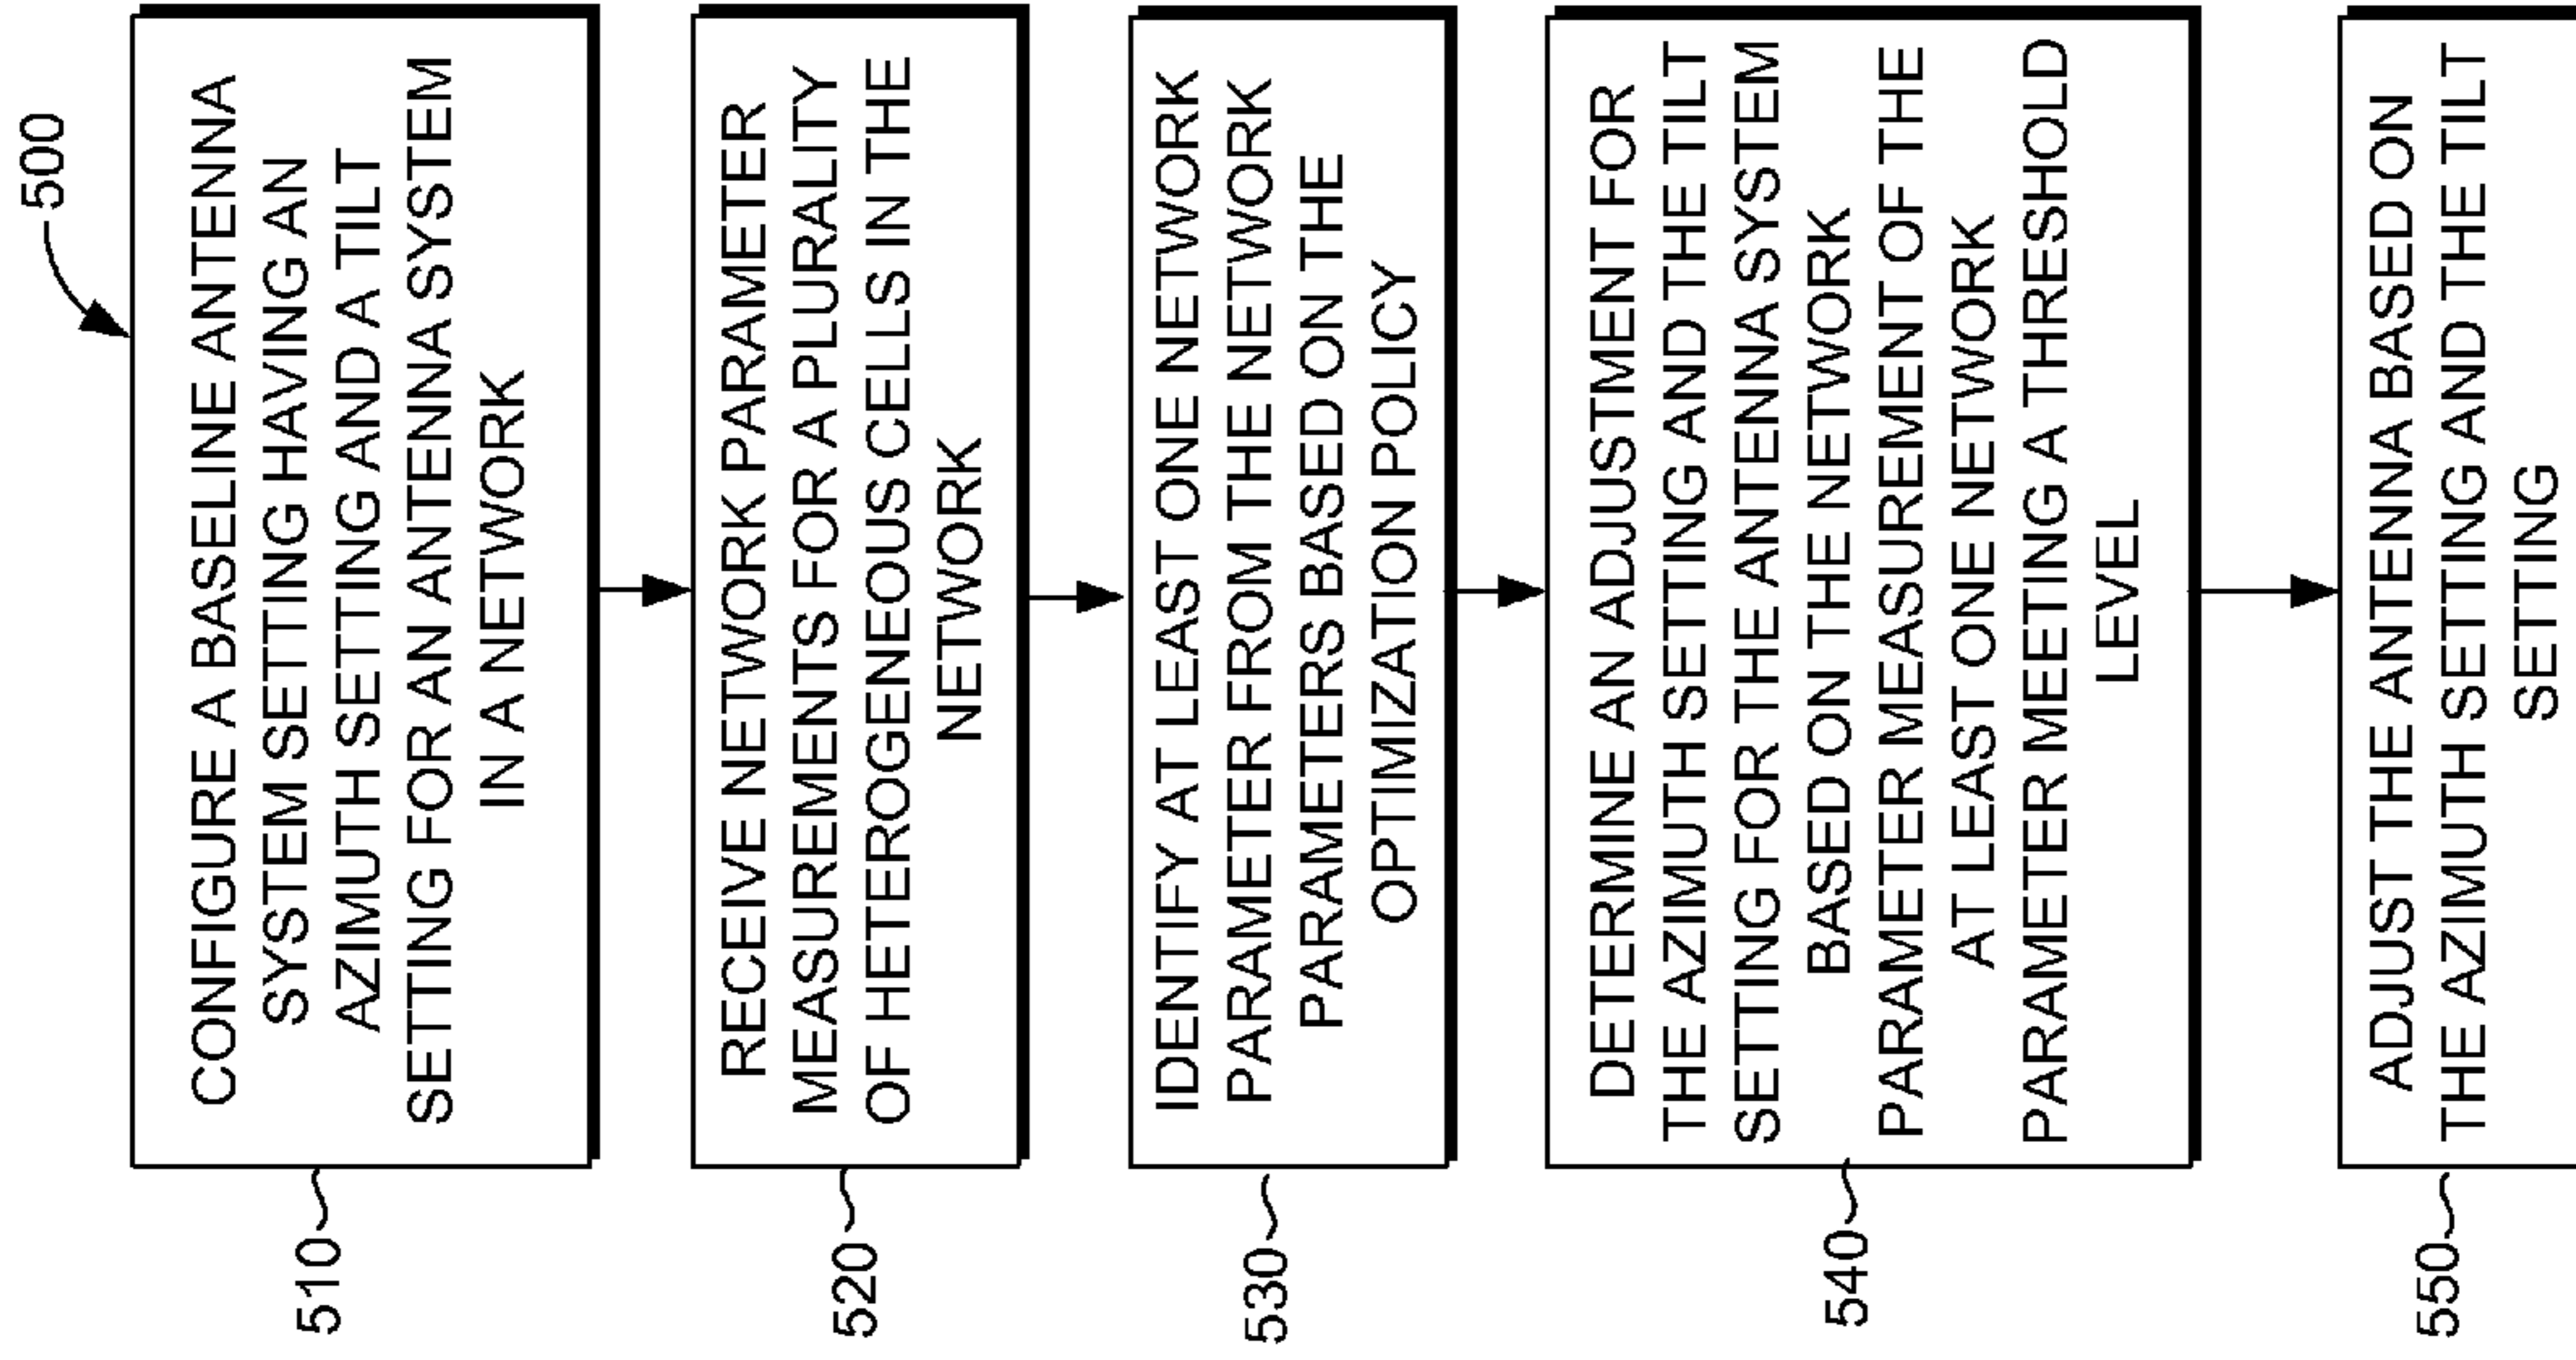 500
510
CONFIGURE A BASELINE ANTENNA
SYSTEM SETTING HAVING AN
AZIMUTH SETTING AND A TILT
SETTING FOR AN ANTENNA SYSTEM
IN A NETWORK
520
RECEIVE NETWORK PARAMETER
MEASUREMENTS FOR A PLURALITY
OF HETEROGENEOUS CELLS IN THE
NETWORK
530
IDENTIFY AT LEAST ONE NETWORK
PARAMETER FROM THE NETWORK
PARAMETERS BASED ON THE
OPTIMIZATION POLICY
540
DETERMINE AN ADJUSTMENT FOR
THE AZIMUTH SETTING AND THE TILT
SETTING FOR THE ANTENNA SYSTEM
BASED ON THE NETWORK
PARAMETER MEASUREMENT OF THE
AT LEAST ONE NETWORK
PARAMETER MEETING A THRESHOLD
LEVEL
550
ADJUST THE ANTENNA BASED ON
THE AZIMUTH SETTING AND THE TILT
SETTING